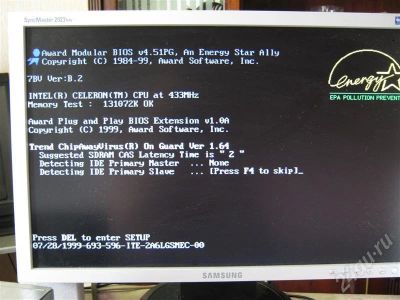 SyncMaster 203B
Award Modular BIOS v4.51PG, An Energy Star Ally
Copyright (C) 1984-99, Award Software, Inc.
7BV Ver:B.2
energy
EPA POLLUTION PREVENT
INTEL(R) CELERON(TM) CPU at 433MHz
Memory Test : 131072K OK
Award Plug and Play BIOS Extension v1.0A
Copyright (C) 1999, Award Software, Inc.
Trend ChipAwayVirus(R) On Guard Ver 1.64
Suggested SDRAM CAS Latency Time is " 2 "
Detecting IDE Primary Master ... None
Detecting IDE Primary Slave ... [Press F4 to skip]_
Press DEL to enter SETUP
07/28/1999-693-596-ITE-2A6LGSMEC-00
SAMSUNG